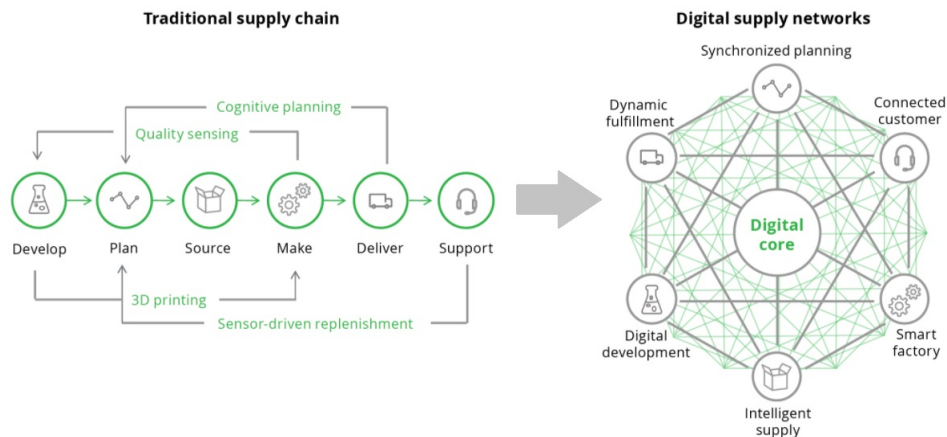 Traditional supply chain
Cognitive planning
Quality sensing
Develop
Plan
Source
Make
Deliver
Support
3D printing
Sensor-driven replenishment
Digital supply networks
Synchronized planning
Dynamic
fulfillment
Connected
customer
Digital
core
Digital
development
Smart
factory
Intelligent
supply